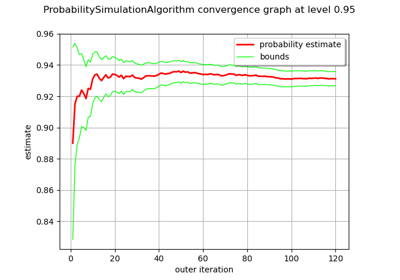 ProbabilitySimulationAlgorithm convergence graph at level 0.95
0.96
0.94
0.92
0.90
0.88
0.86
0.84
estimate
probability estimate
bounds
0
20
40
60
80
100
120
outer iteration